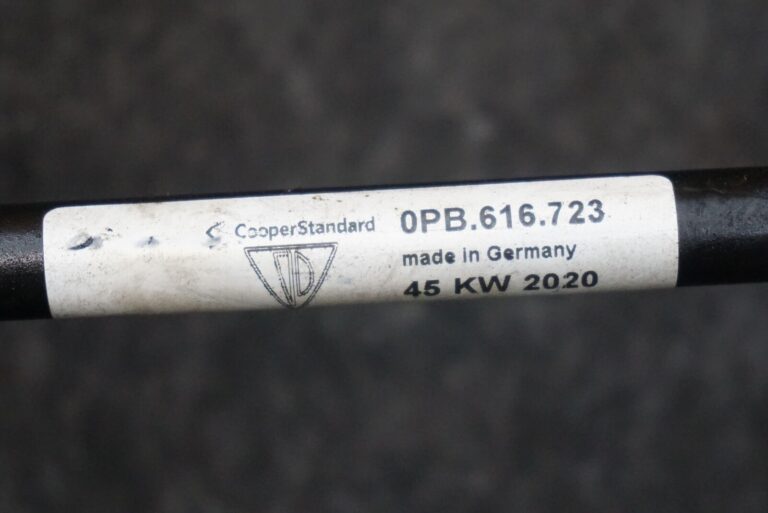 CooperStandard 0PB.616.723
made in Germany
45 KW 2020